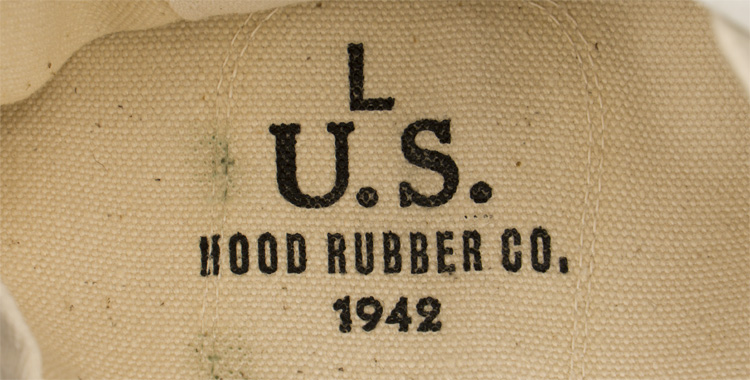 L
U.S.
HOOD RUBBER CO.
1942